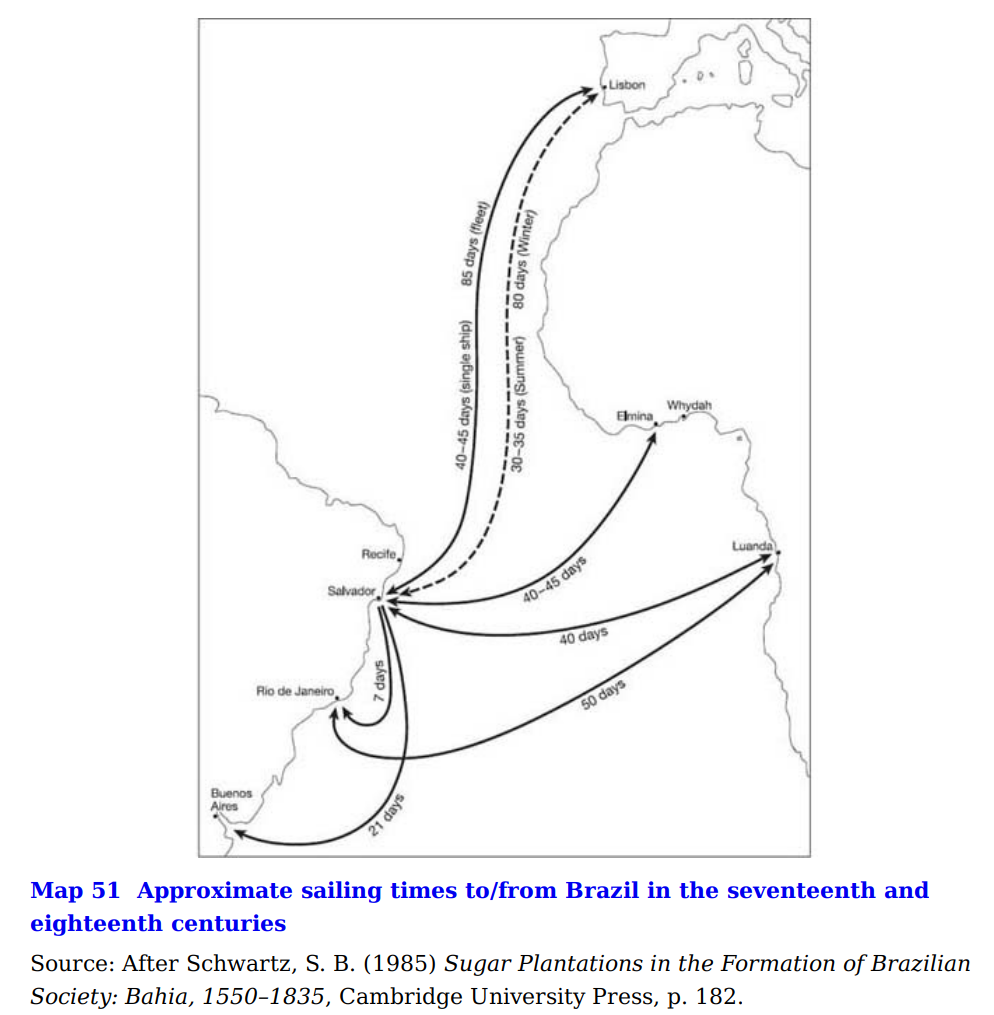 Lisbon
85 days (fleet)
80 days (Winter)
40–45 days (single ship)
30–35 days (Summer)
Whydah
Elmina
Luanda
Recife
Salvador
40–45 days
40 days
7 days
Rio de Janeiro
50 days
Buenos
Aires
21 days
Map 51 Approximate sailing times to/from Brazil in the seventeenth and
eighteenth centuries
Source: After Schwartz, S. B. (1985) Sugar Plantations in the Formation of Brazilian
Society: Bahia, 1550–1835, Cambridge University Press, p. 182.